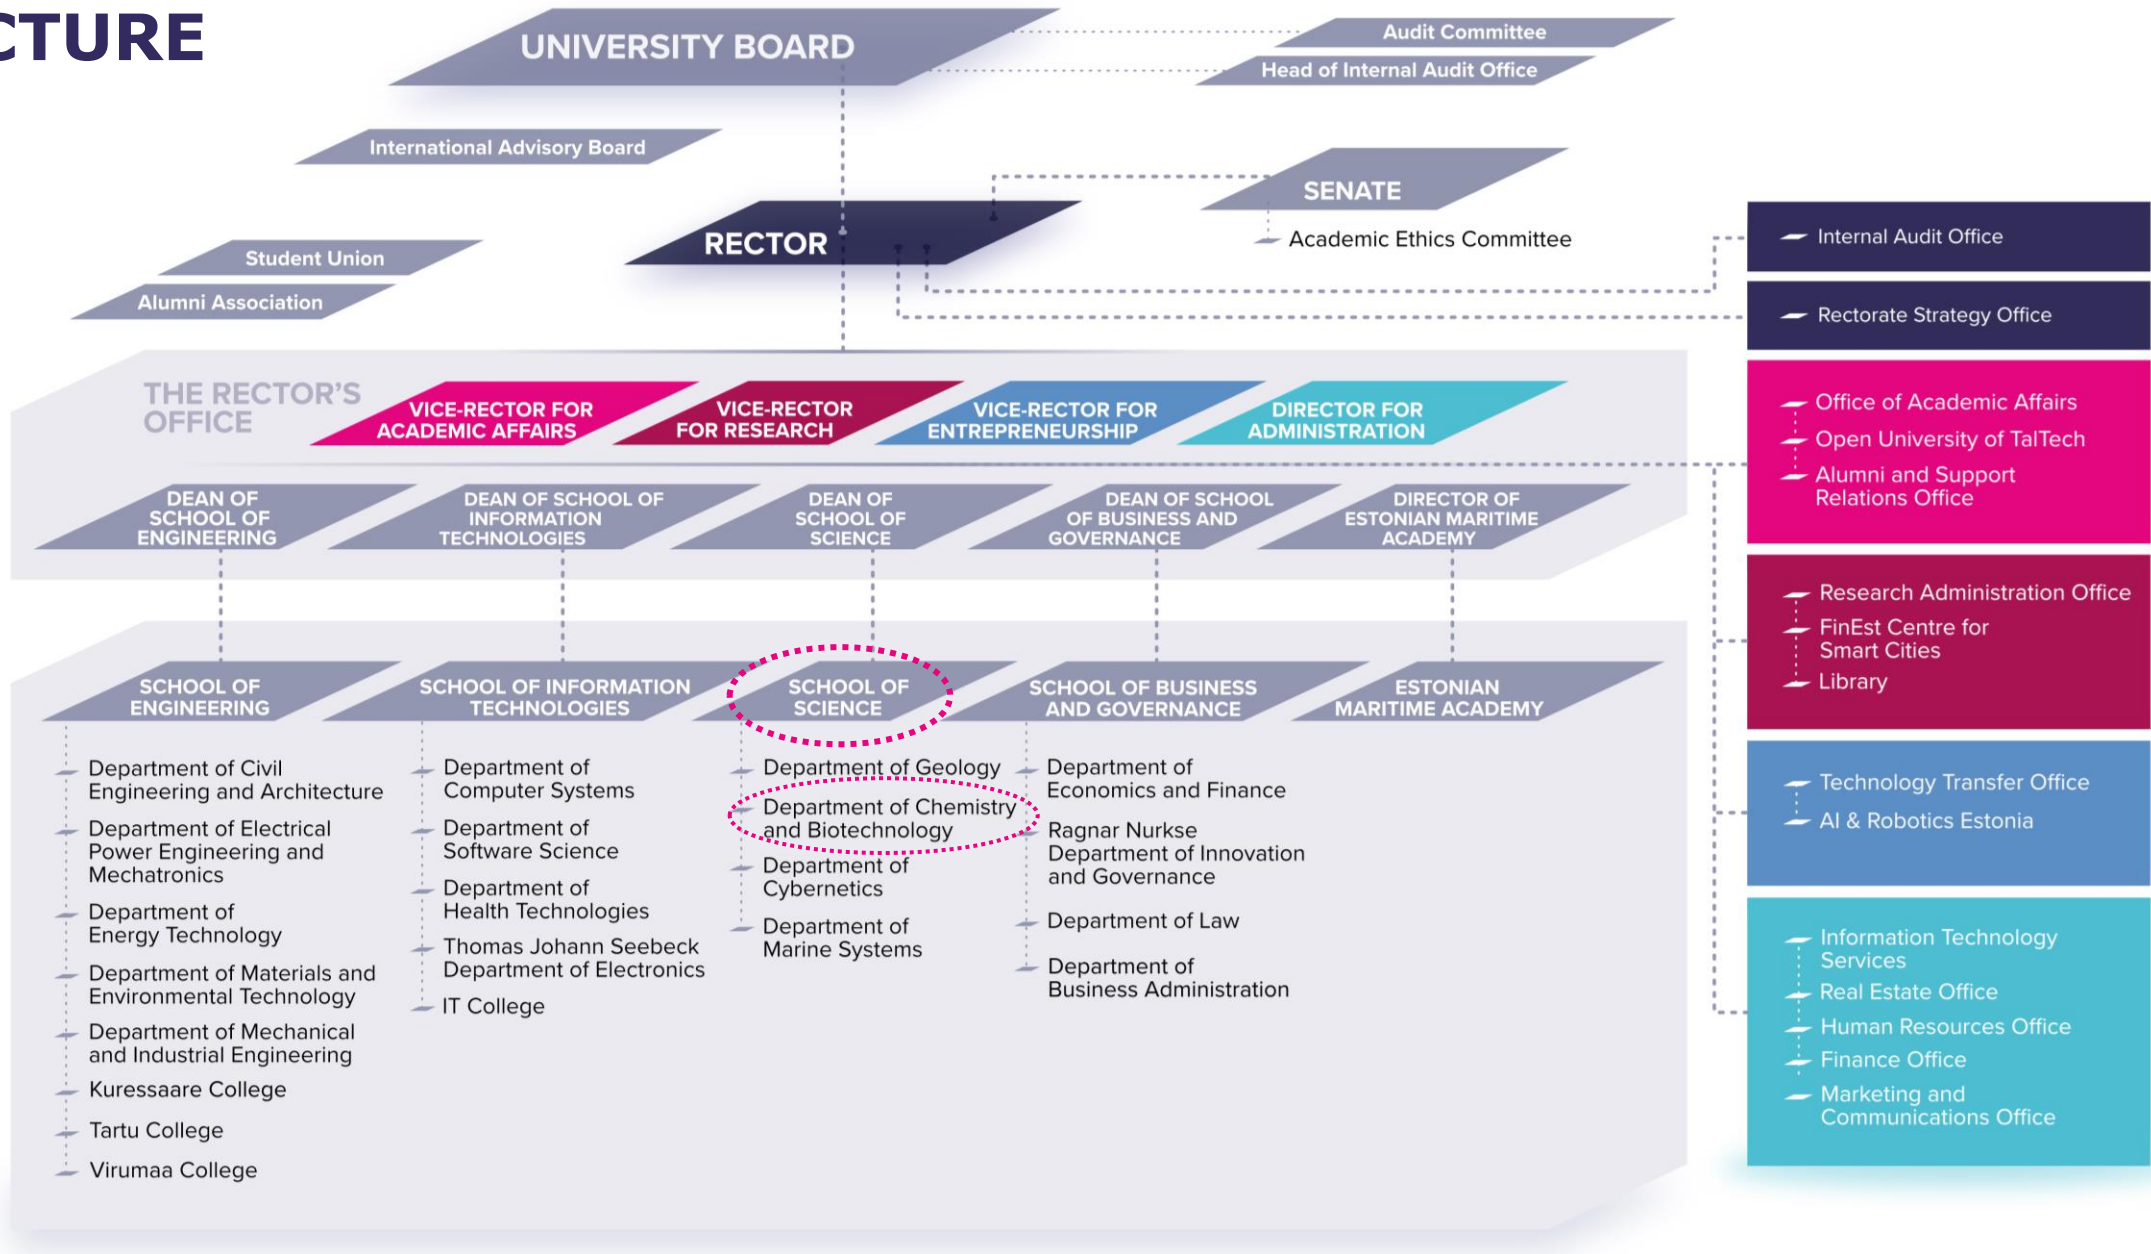 CTURE
UNIVERSITY BOARD
Audit Committee
Head of Internal Audit Office
International Advisory Board
SENATE
Academic Ethics Committee
RECTOR
Student Union
Alumni Association
THE RECTOR'S
OFFICE
VICE-RECTOR FOR
ACADEMIC AFFAIRS
VICE-RECTOR
FOR RESEARCH
VICE-RECTOR FOR
ENTREPRENEURSHIP
DIRECTOR FOR
ADMINISTRATION
DEAN OF
SCHOOL OF
ENGINEERING
DEAN OF SCHOOL OF
INFORMATION
TECHNOLOGIES
DEAN OF
SCHOOL OF
SCIENCE
DEAN OF SCHOOL
OF BUSINESS AND
GOVERNANCE
DIRECTOR OF
ESTONIAN MARITIME
ACADEMY
SCHOOL OF
ENGINEERING
Department of Civil
Engineering and Architecture
Department of Electrical
Power Engineering and
Mechatronics
Department of
Energy Technology
Department of Materials and
Environmental Technology
Department of Mechanical
and Industrial Engineering
Kuressaare College
Tartu College
Virumaa College
SCHOOL OF INFORMATION
TECHNOLOGIES
Department of
Computer Systems
Department of
Software Science
Department of
Health Technologies
Thomas Johann Seebeck
Department of Electronics
IT College
SCHOOL OF
SCIENCE
Department of Geology
Department of Chemistry
and Biotechnology
Department of
Cybernetics
Department of
Marine Systems
SCHOOL OF BUSINESS
AND GOVERNANCE
Department of
Economics and Finance
Ragnar Nurkse
Department of Innovation
and Governance
Department of Law
Department of
Business Administration
ESTONIAN
MARITIME ACADEMY
Internal Audit Office
Rectorate Strategy Office
Office of Academic Affairs
Open University of TalTech
Alumni and Support
Relations Office
Research Administration Office
FinEst Centre for
Smart Cities
Library
Technology Transfer Office
AI & Robotics Estonia
Information Technology
Services
Real Estate Office
Human Resources Office
Finance Office
Marketing and
Communications Office